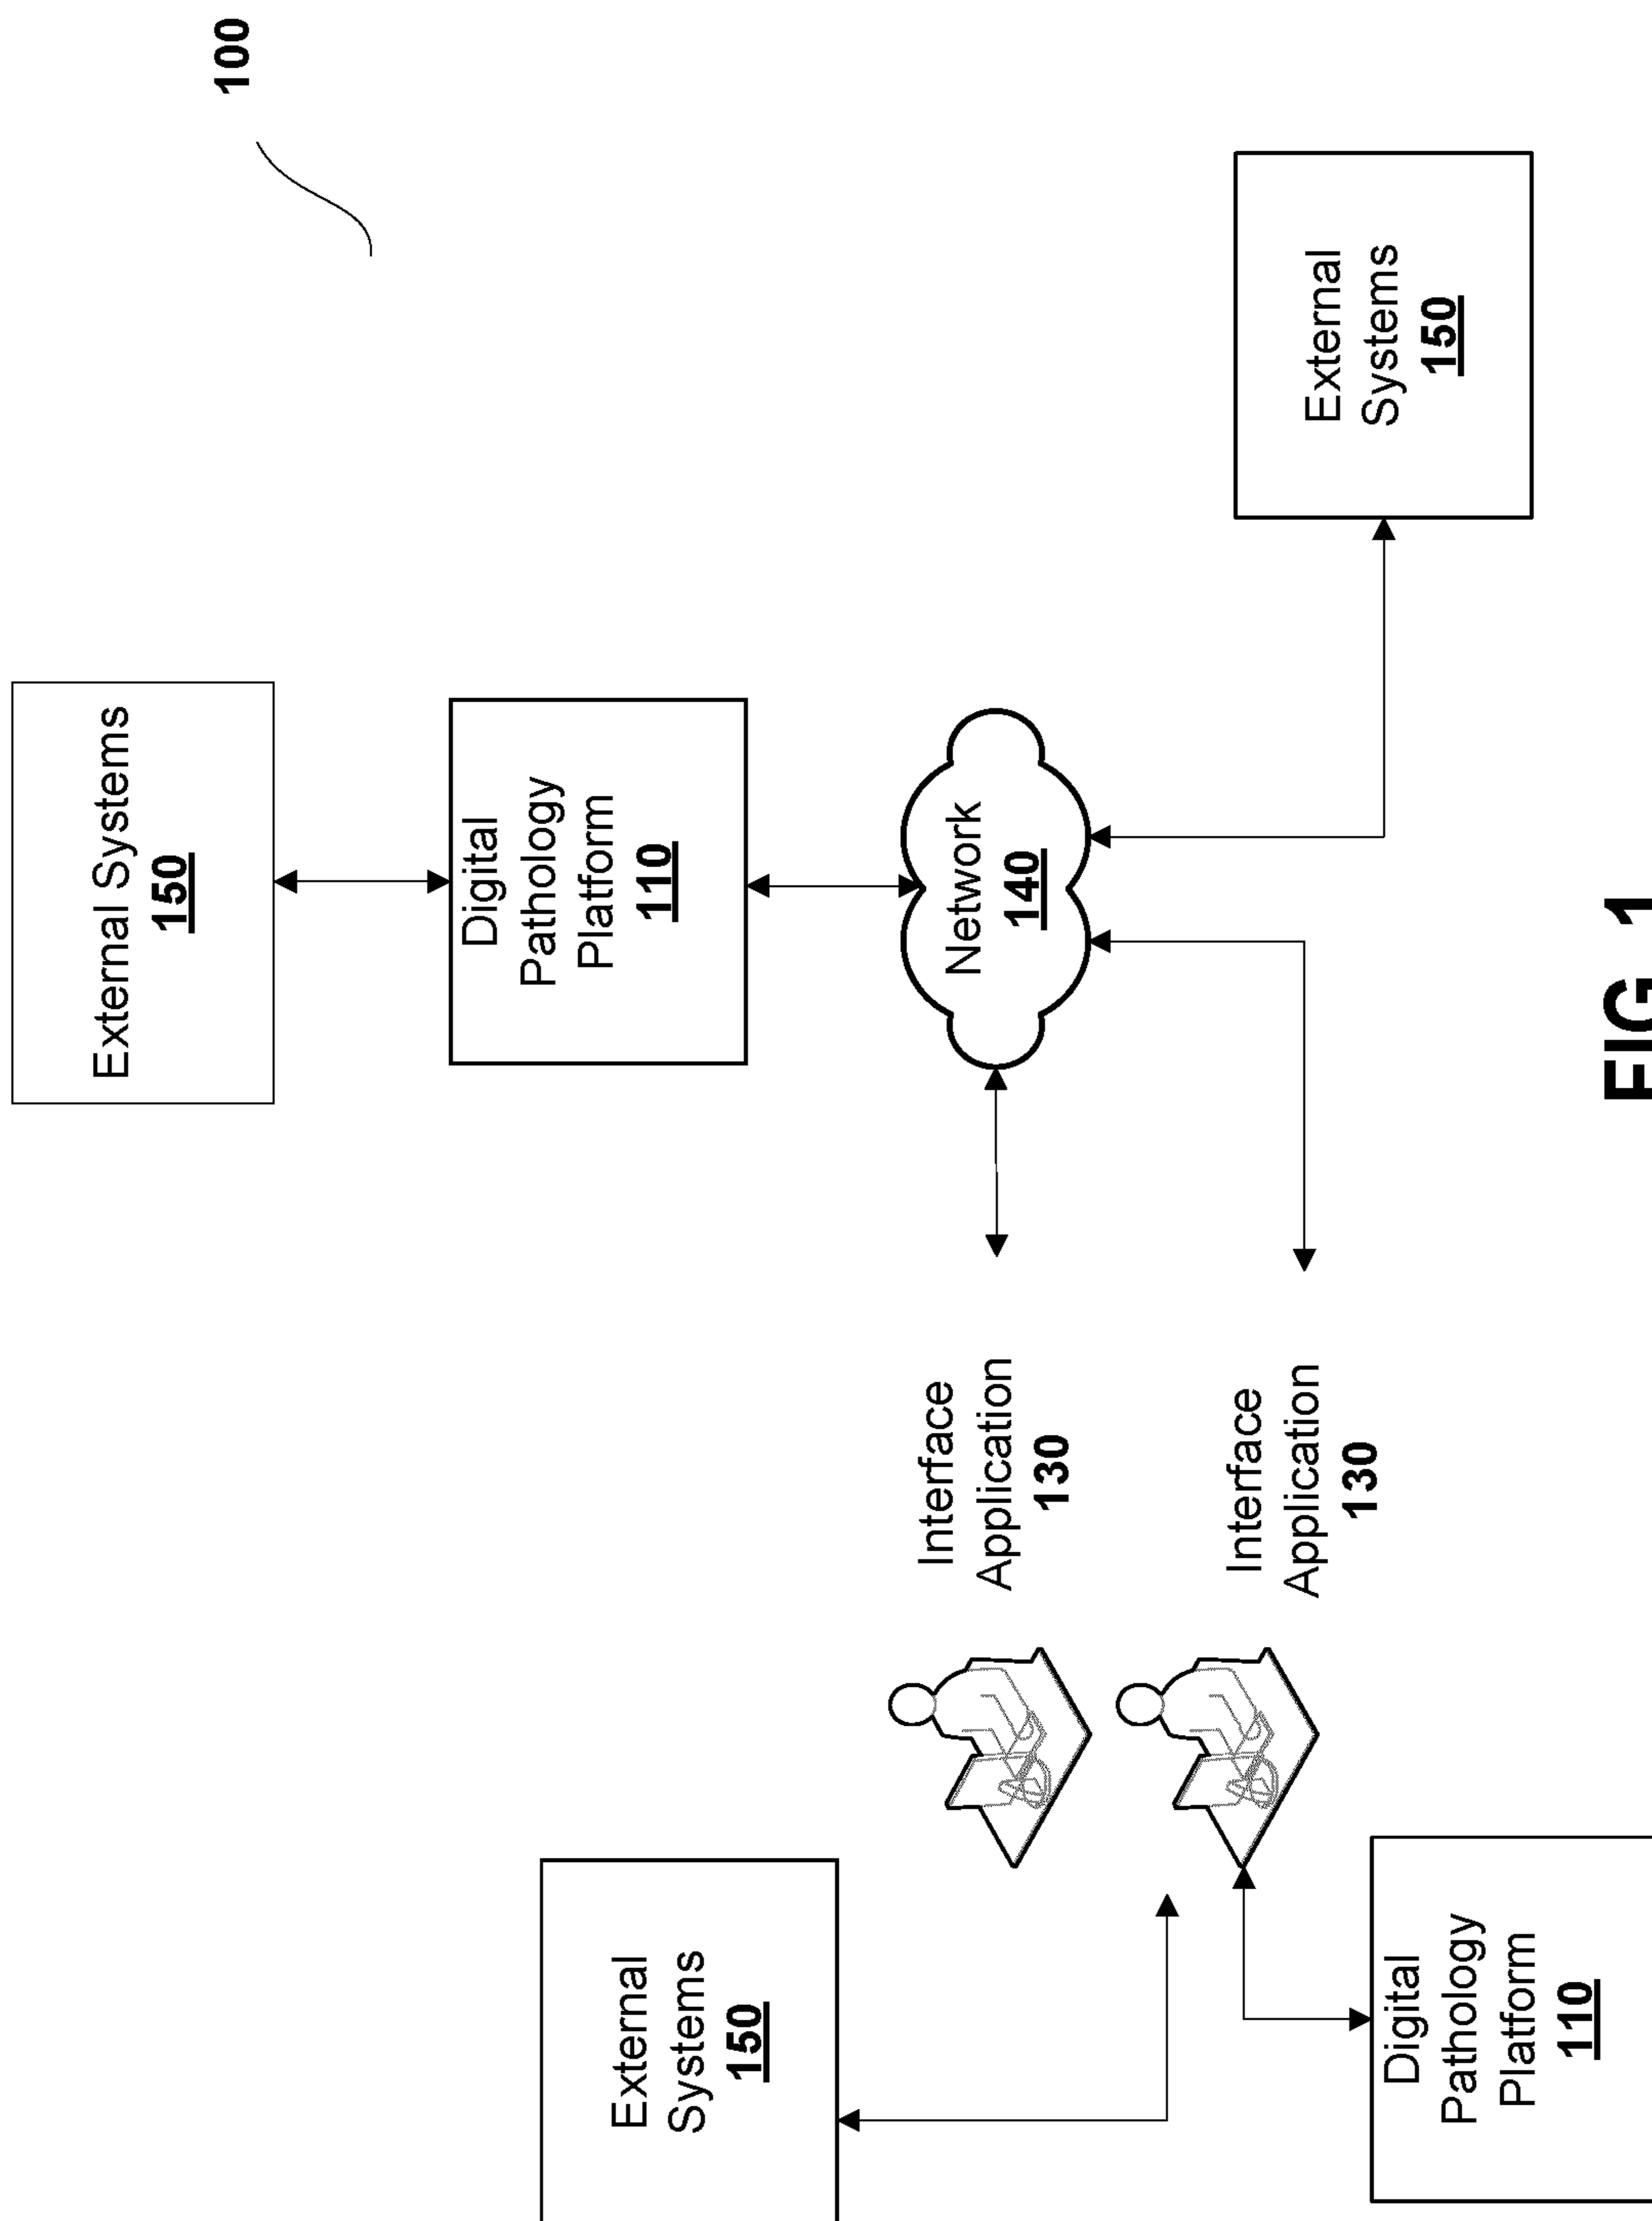 100
External Systems
150
Digital
Pathology
Platform
110
Network
140
External
Systems
150
Interface
Application
130
Interface
Application
130
External
Systems
150
Digital
Pathology
Platform
110
FIG. 1